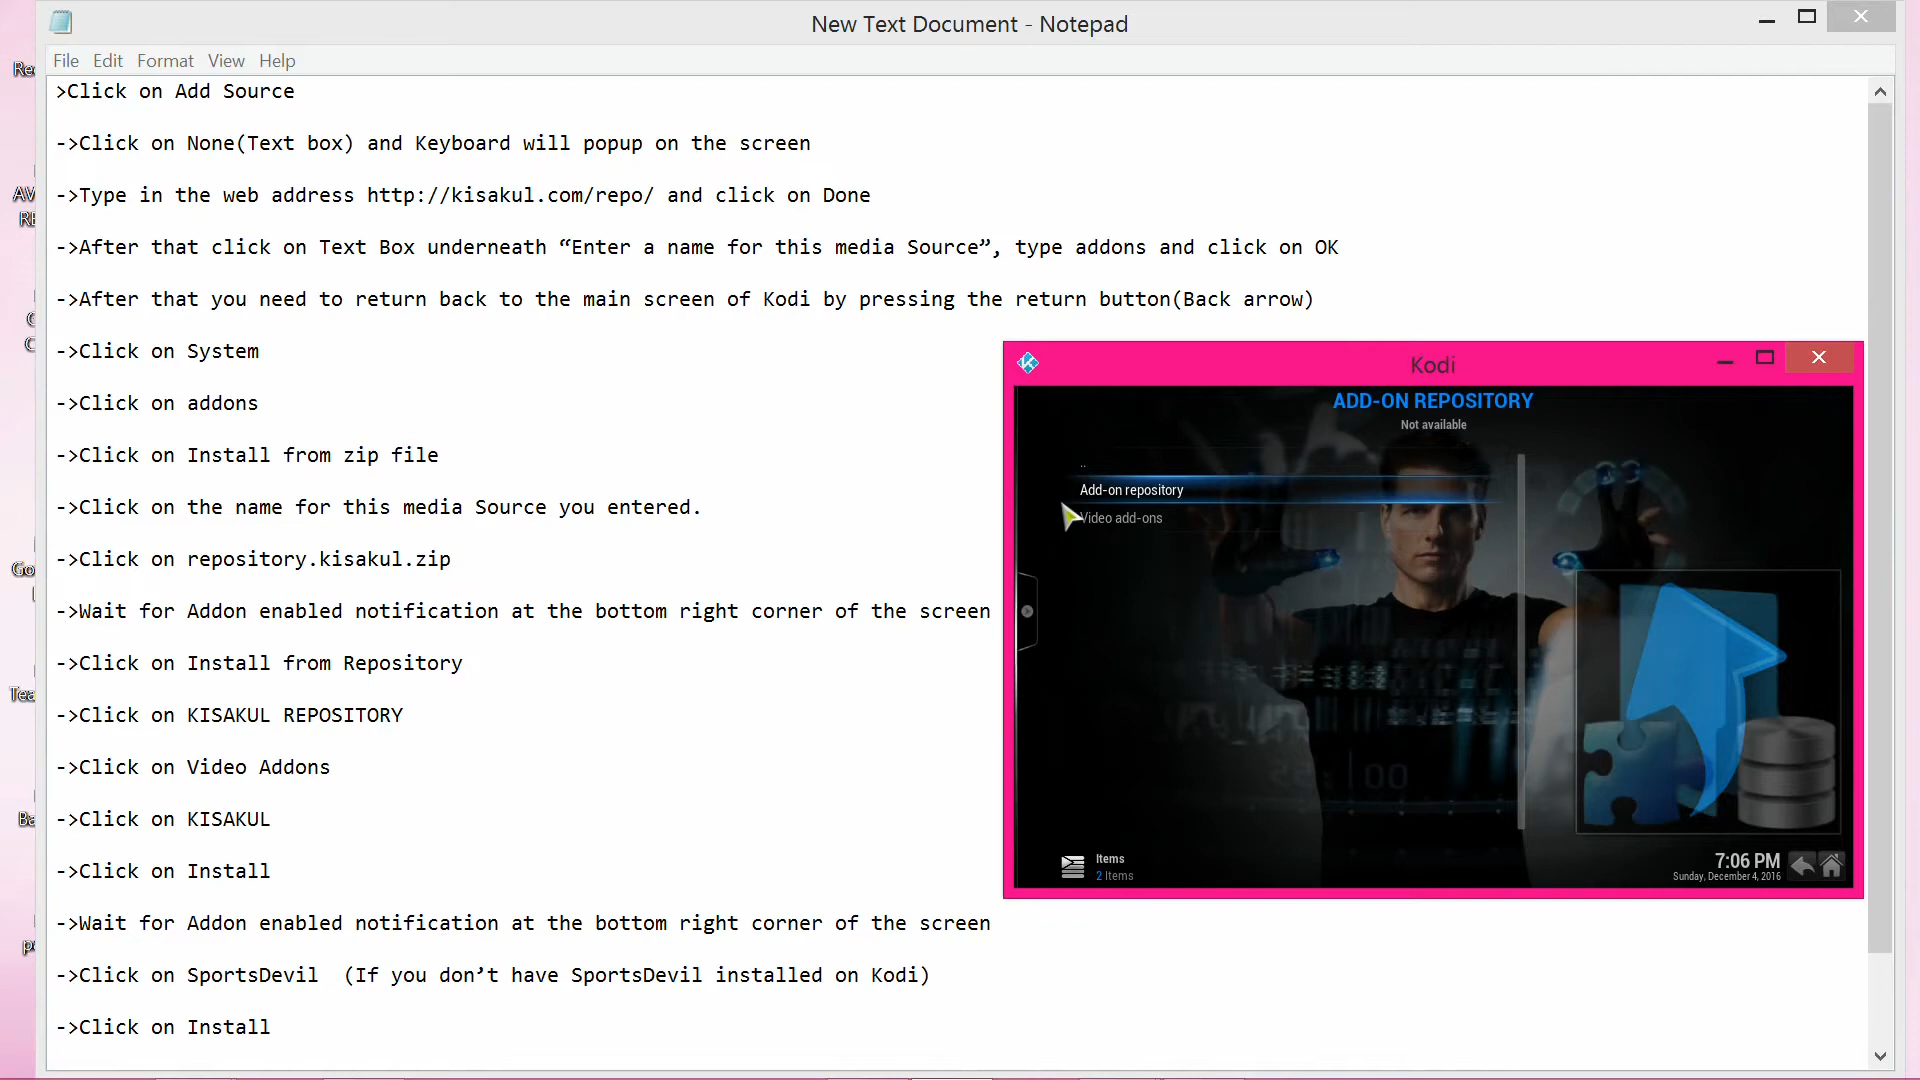 New Text Document - Notepad
File Edit Format View Help
>Click on Add Source
->Click on None(Text box) and Keyboard will popup on the screen
->Type in the web address http://kisakul.com/repo/ and click on Done
->After that click on Text Box underneath “Enter a name for this media Source”, type addons and click on OK
->After that you need to return back to the main screen of Kodi by pressing the return button(Back arrow)
->Click on System
->Click on addons
->Click on Install from zip file
->Click on the name for this media Source you entered.
->Click on repository.kisakul.zip
->Wait for Addon enabled notification at the bottom right corner of the screen
->Click on Install from Repository
->Click on KISAKUL REPOSITORY
->Click on Video Addons
->Click on KISAKUL
->Click on Install
->Wait for Addon enabled notification at the bottom right corner of the screen
->Click on SportsDevil  (If you don’t have SportsDevil installed on Kodi)
->Click on Install
Kodi
ADD-ON REPOSITORY
Not available
..
Add-on repository
Video add-ons
Items
2 Items
7:06 PM
Sunday, December 4, 2016